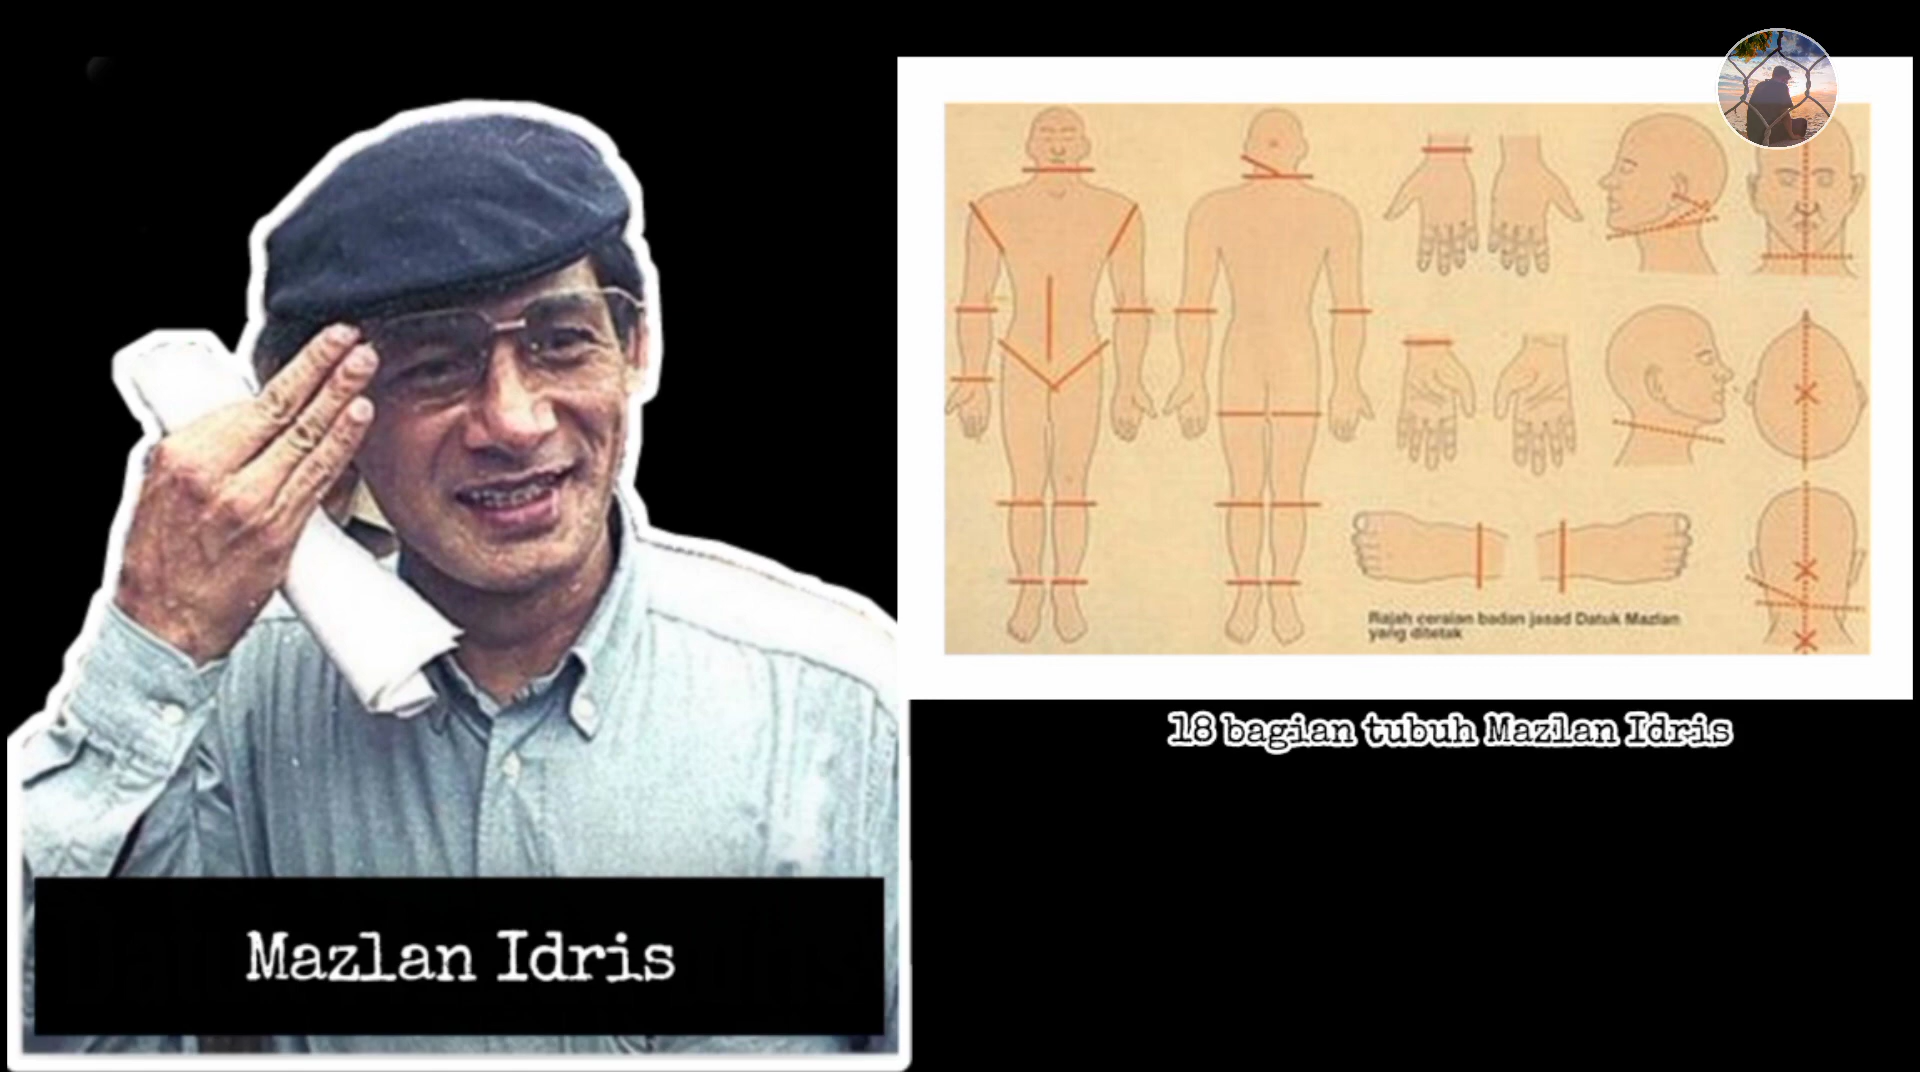 Rajah ceraian badan jasad Datuk Mazlan
yang ditetak
18 bagian tubuh Mazlan Idris
Mazlan Idris